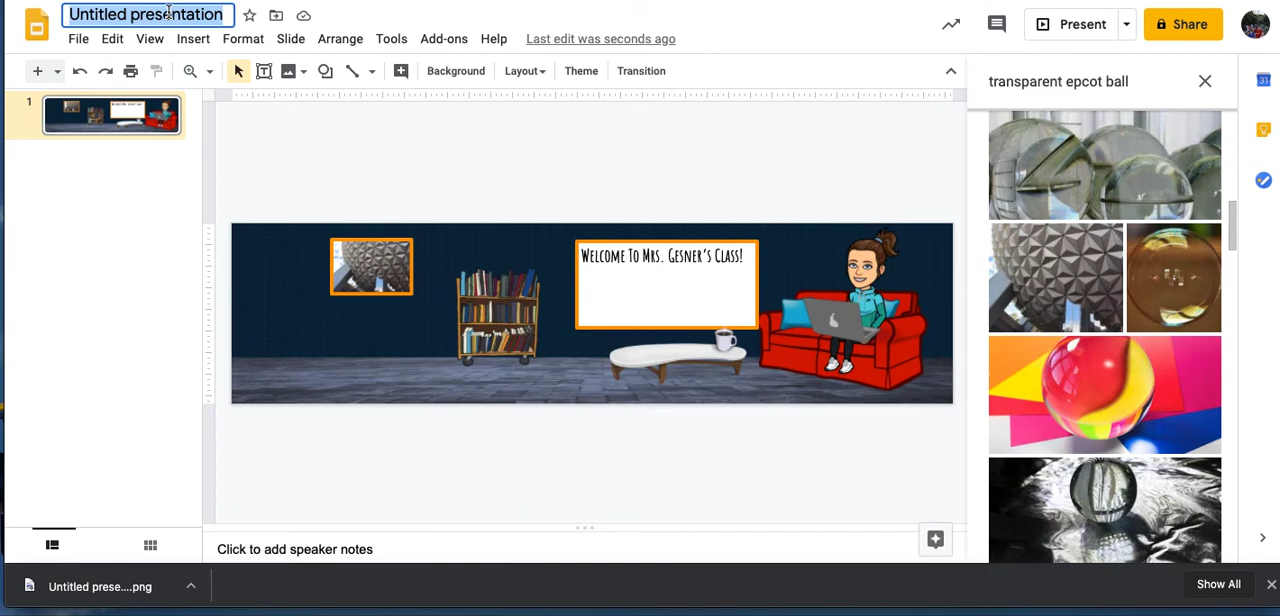 Untitled presentation
Present
Share
File Edit View Insert Format Slide Arrange Tools Add-ons Help Last edit was seconds ago
Background Layout Theme Transition
transparent epcot ball
31
1
WELCOME TO MRS. GESNER'S CLASS!
Click to add speaker notes
Untitled prese....png
Show All